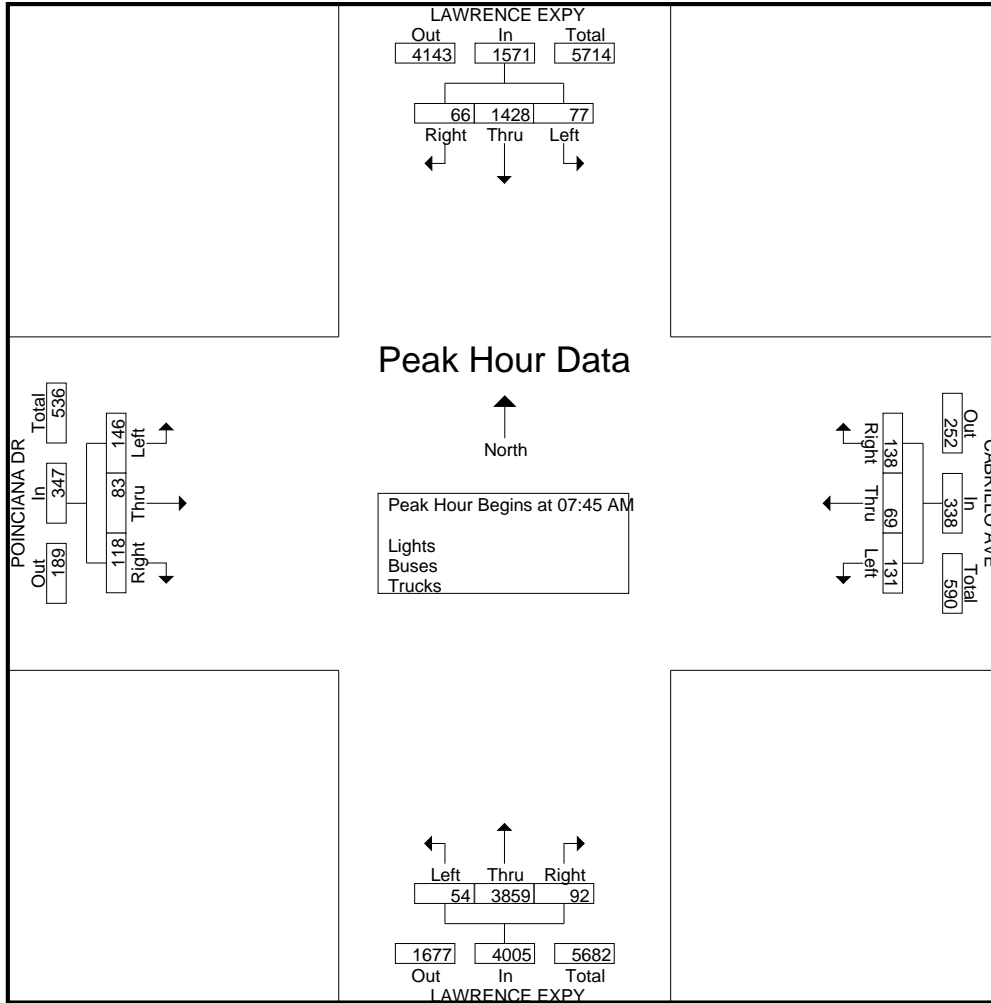 LAWRENCE EXPY
Out In Total
4143 1571 5714
66 1428 77
Right Thru Left
Peak Hour Data
North
Peak Hour Begins at 07:45 AM
Lights
Buses
Trucks
POINCIANA DR
Total In Out
536 347 189
146 83 118
Left Thru Right
CABRILLO AVE
Out In Total
252 338 590
138 69 131
Right Thru Left
Left Thru Right
54 3859 92
1677 4005 5682
Out In Total
LAWRENCE EXPY